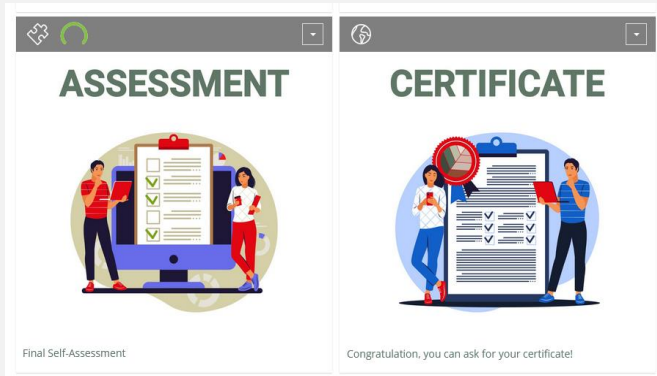 ASSESSMENT
CERTIFICATE
Final Self-Assessment
Congratulation, you can ask for your certificate!